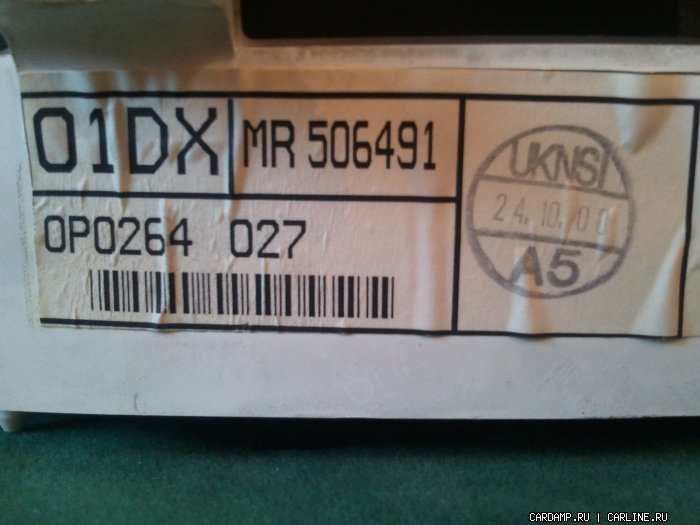 01DX MR 506491
0P0264 027
UKNSI
24.10.00
A5
CARDAMP.RU | CARLINE.RU